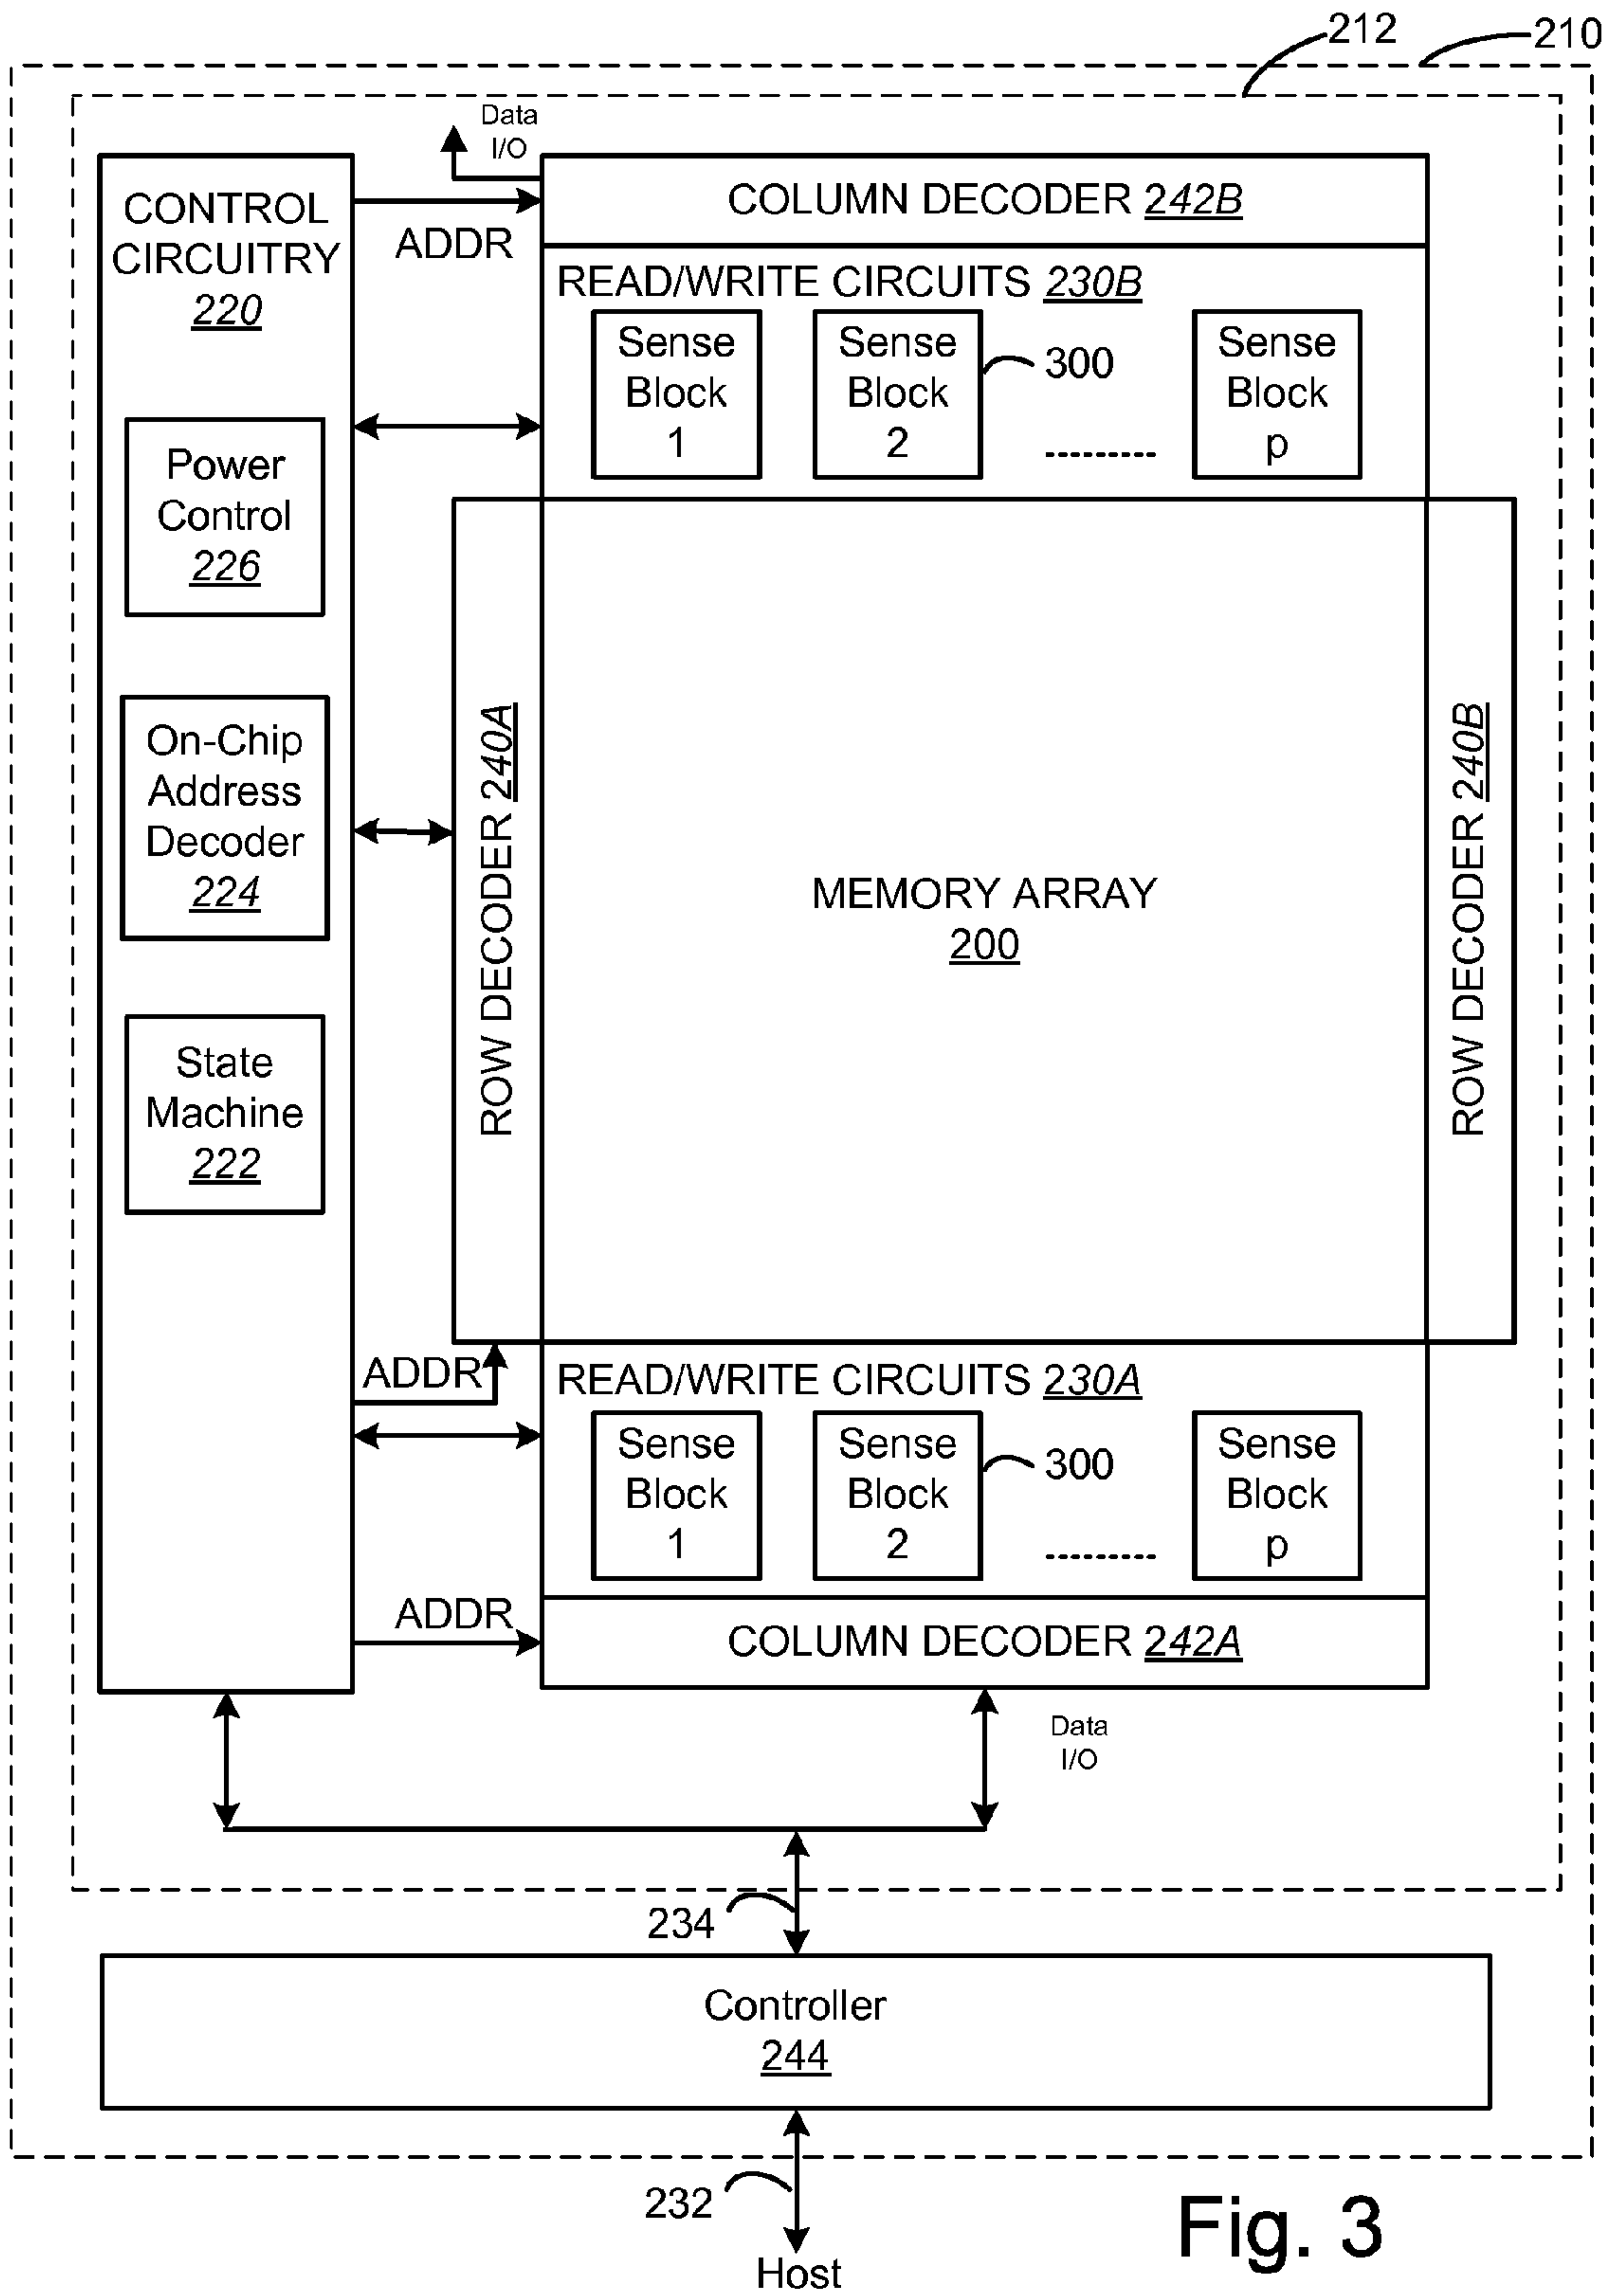 212
210
Data
I/O
CONTROL
CIRCUITRY
220
ADDR
COLUMN DECODER 242B
READ/WRITE CIRCUITS 230B
Sense
Block
1
Sense
Block
2
300
.........
Sense
Block
p
Power
Control
226
On-Chip
Address
Decoder
224
State
Machine
222
ROW DECODER 240A
MEMORY ARRAY
200
ROW DECODER 240B
ADDR
READ/WRITE CIRCUITS 230A
Sense
Block
1
Sense
Block
2
300
.........
Sense
Block
p
ADDR
COLUMN DECODER 242A
Data
I/O
234
Controller
244
232
Host
Fig. 3